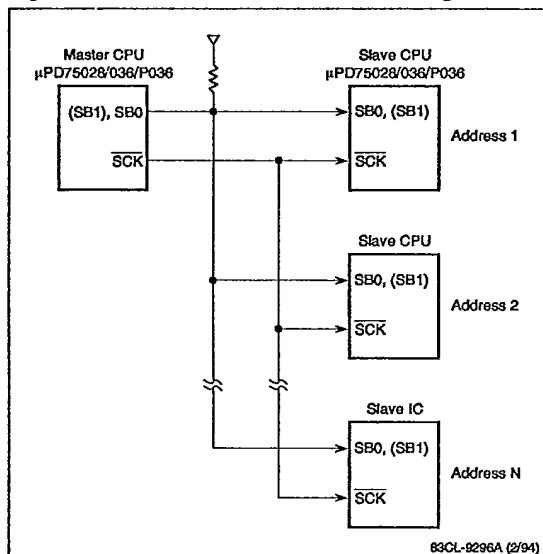 Master CPU
µPD75028/036/P036
(SB1), SB0
SCK
Slave CPU
µPD75028/036/P036
SB0, (SB1)
SCK
Address 1
Slave CPU
SB0, (SB1)
SCK
Address 2
Slave IC
SB0, (SB1)
SCK
Address N
83CL-9296A (2/94)